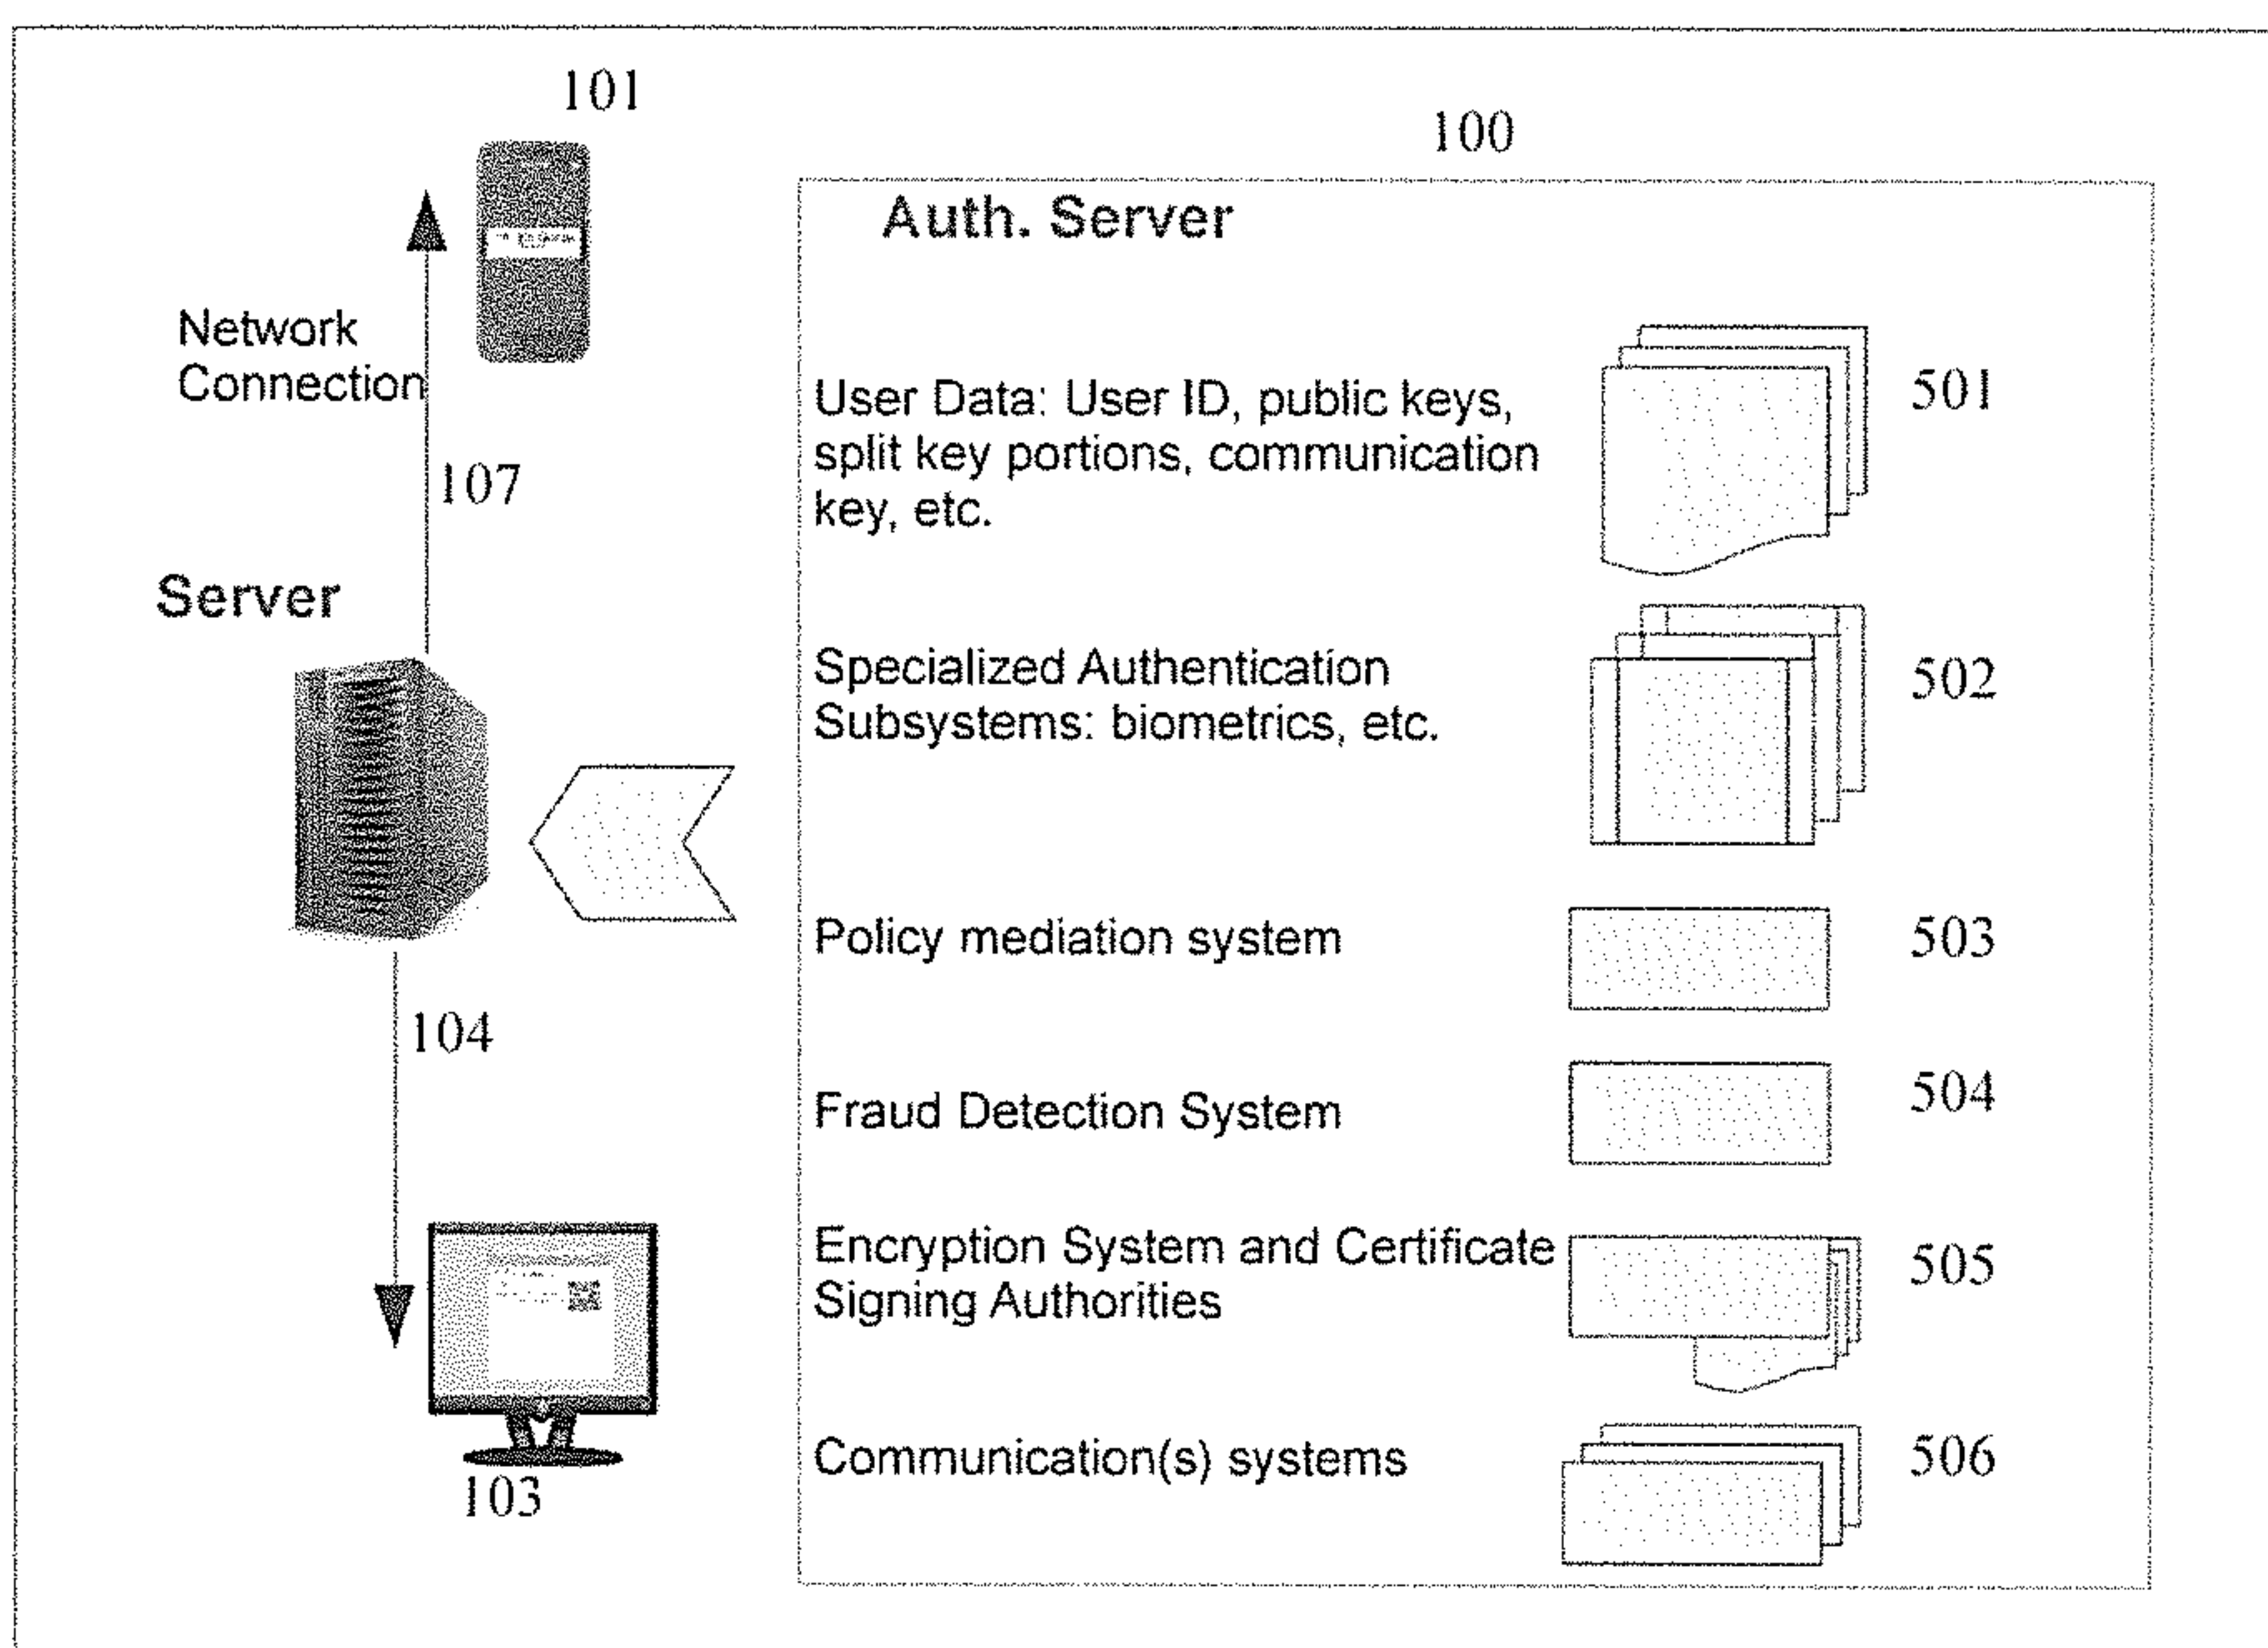 101
100
Auth. Server
Network
Connection
107
User Data: User ID, public keys,
split key portions, communication
key, etc.
501
Server
Specialized Authentication
Subsystems: biometrics, etc.
502
Policy mediation system
503
104
Fraud Detection System
504
Encryption System and Certificate
Signing Authorities
505
Communication(s) systems
506
103